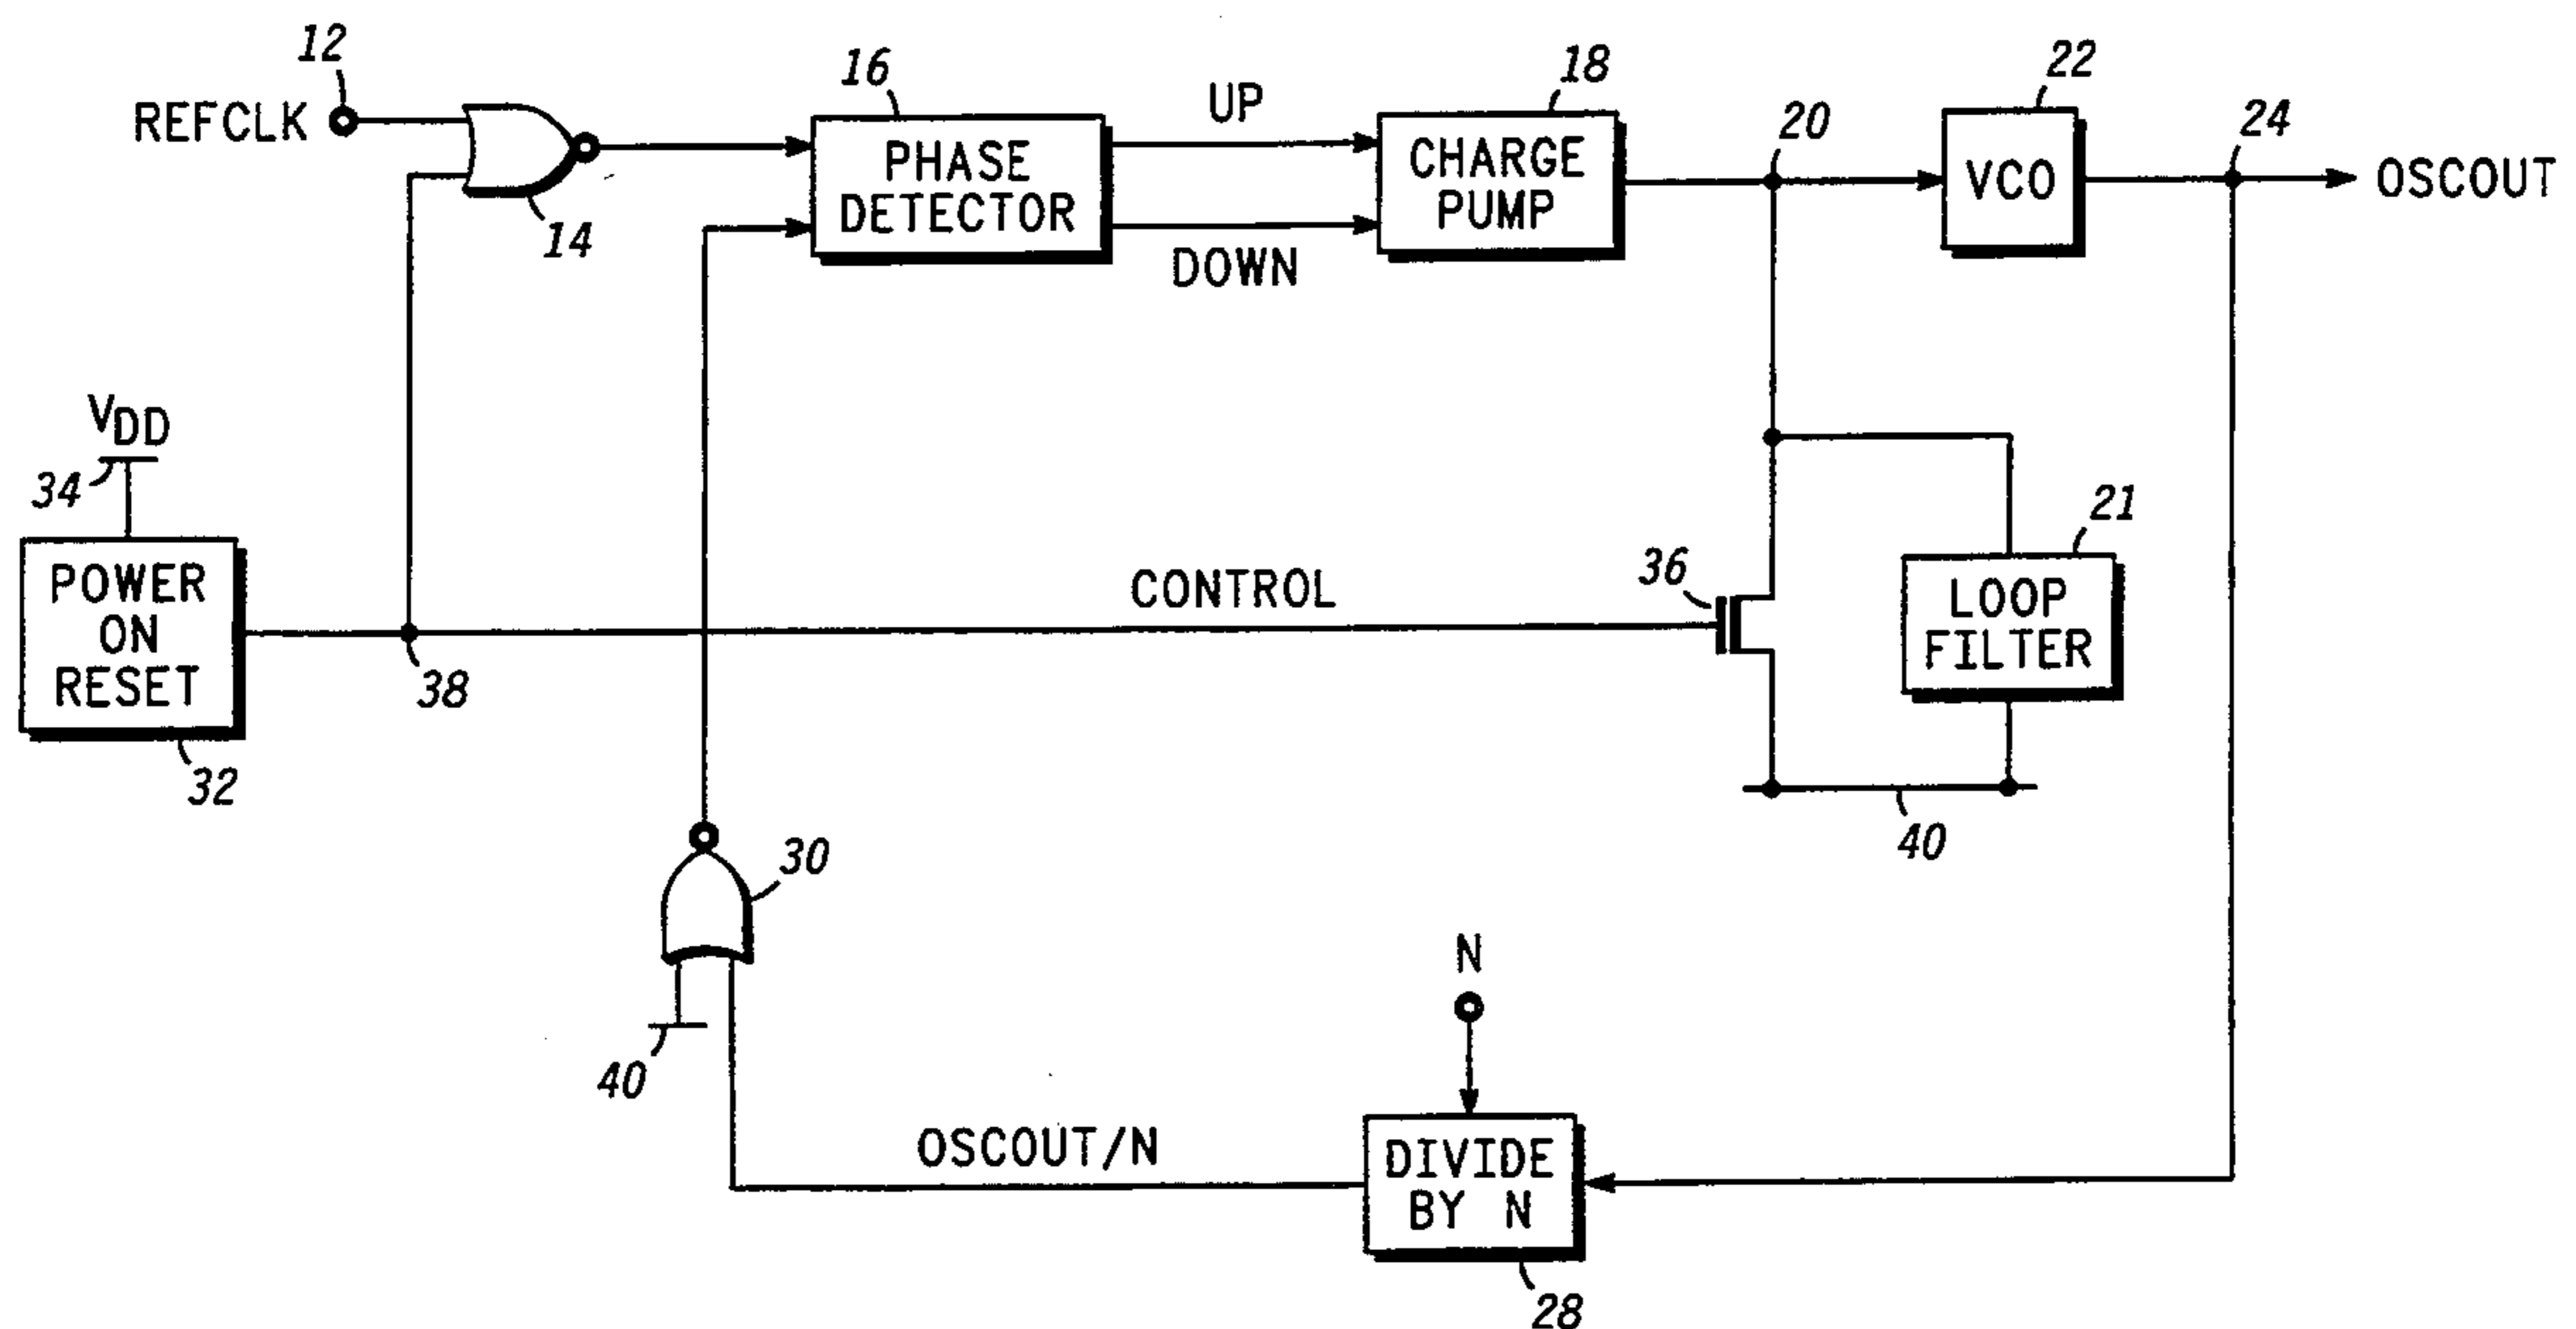 12
REFCLK
14
16
PHASE
DETECTOR
UP
DOWN
18
CHARGE
PUMP
20
22
VCO
24
OSCOUT
VDD
34
POWER
ON
RESET
32
38
CONTROL
36
21
LOOP
FILTER
40
30
40
OSCOUT/N
N
DIVIDE
BY N
28